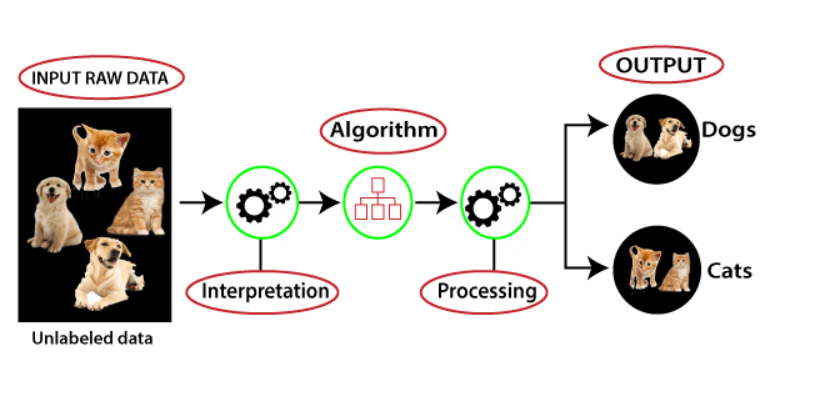 INPUT RAW DATA
Unlabeled data
Interpretation
Algorithm
Processing
OUTPUT
Dogs
Cats